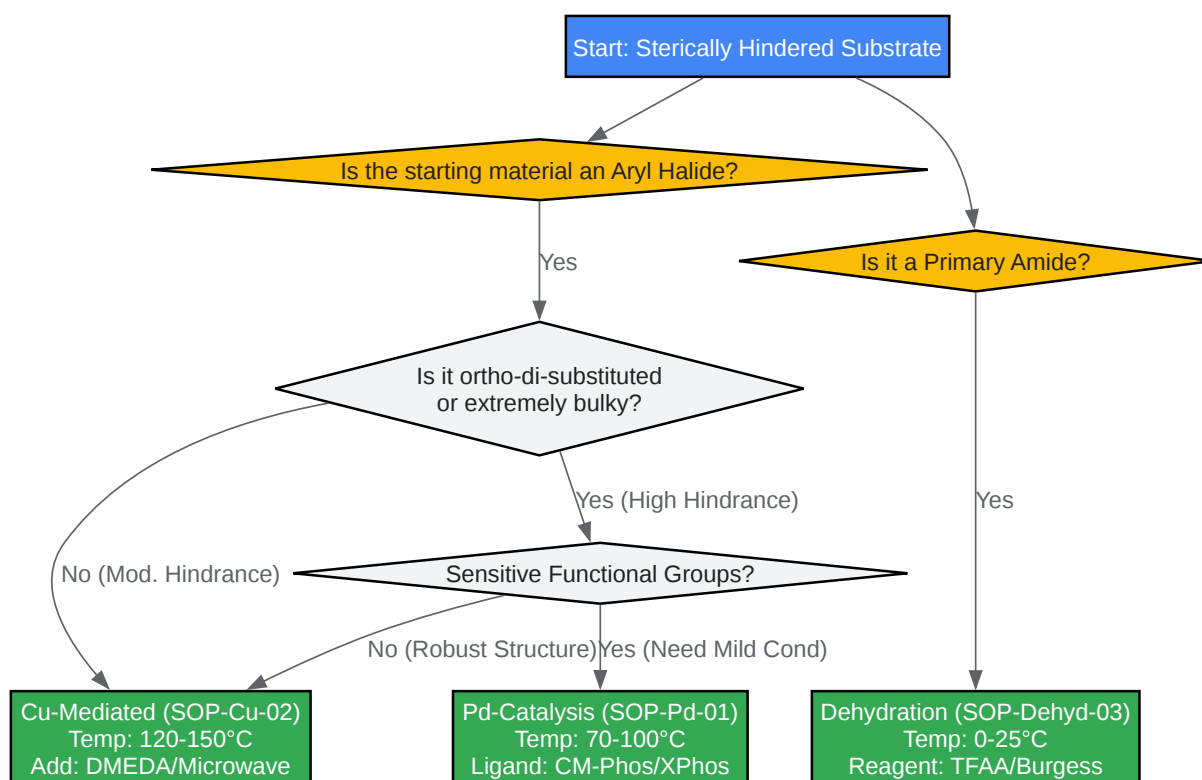 Start: Sterically Hindered Substrate
Is the starting material an Aryl Halide?
Is it a Primary Amide?
Yes
Is it ortho-di-substituted
or extremely bulky?
Yes (High Hindrance)
Yes
No (Mod. Hindrance)
Sensitive Functional Groups?
No (Robust Structure)
Yes (Need Mild Cond)
Cu-Mediated (SOP-Cu-02)
Temp: 120-150°C
Add: DMEDA/Microwave
Pd-Catalysis (SOP-Pd-01)
Temp: 70-100°C
Ligand: CM-Phos/XPhos
Dehydration (SOP-Dehyd-03)
Temp: 0-25°C
Reagent: TFAA/Burgess